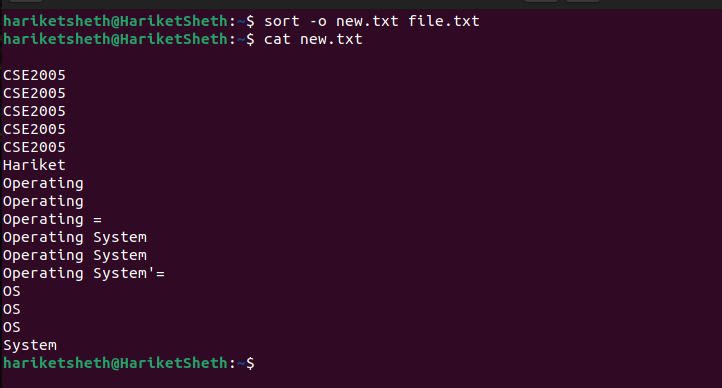 hariketsheth@HariketSheth:~$ sort -o new.txt file.txt
hariketsheth@HariketSheth:~$ cat new.txt

CSE2005
CSE2005
CSE2005
CSE2005
CSE2005
Hariket
Operating
Operating
Operating =
Operating System
Operating System
Operating System'=
OS
OS
OS
System
hariketsheth@HariketSheth:~$